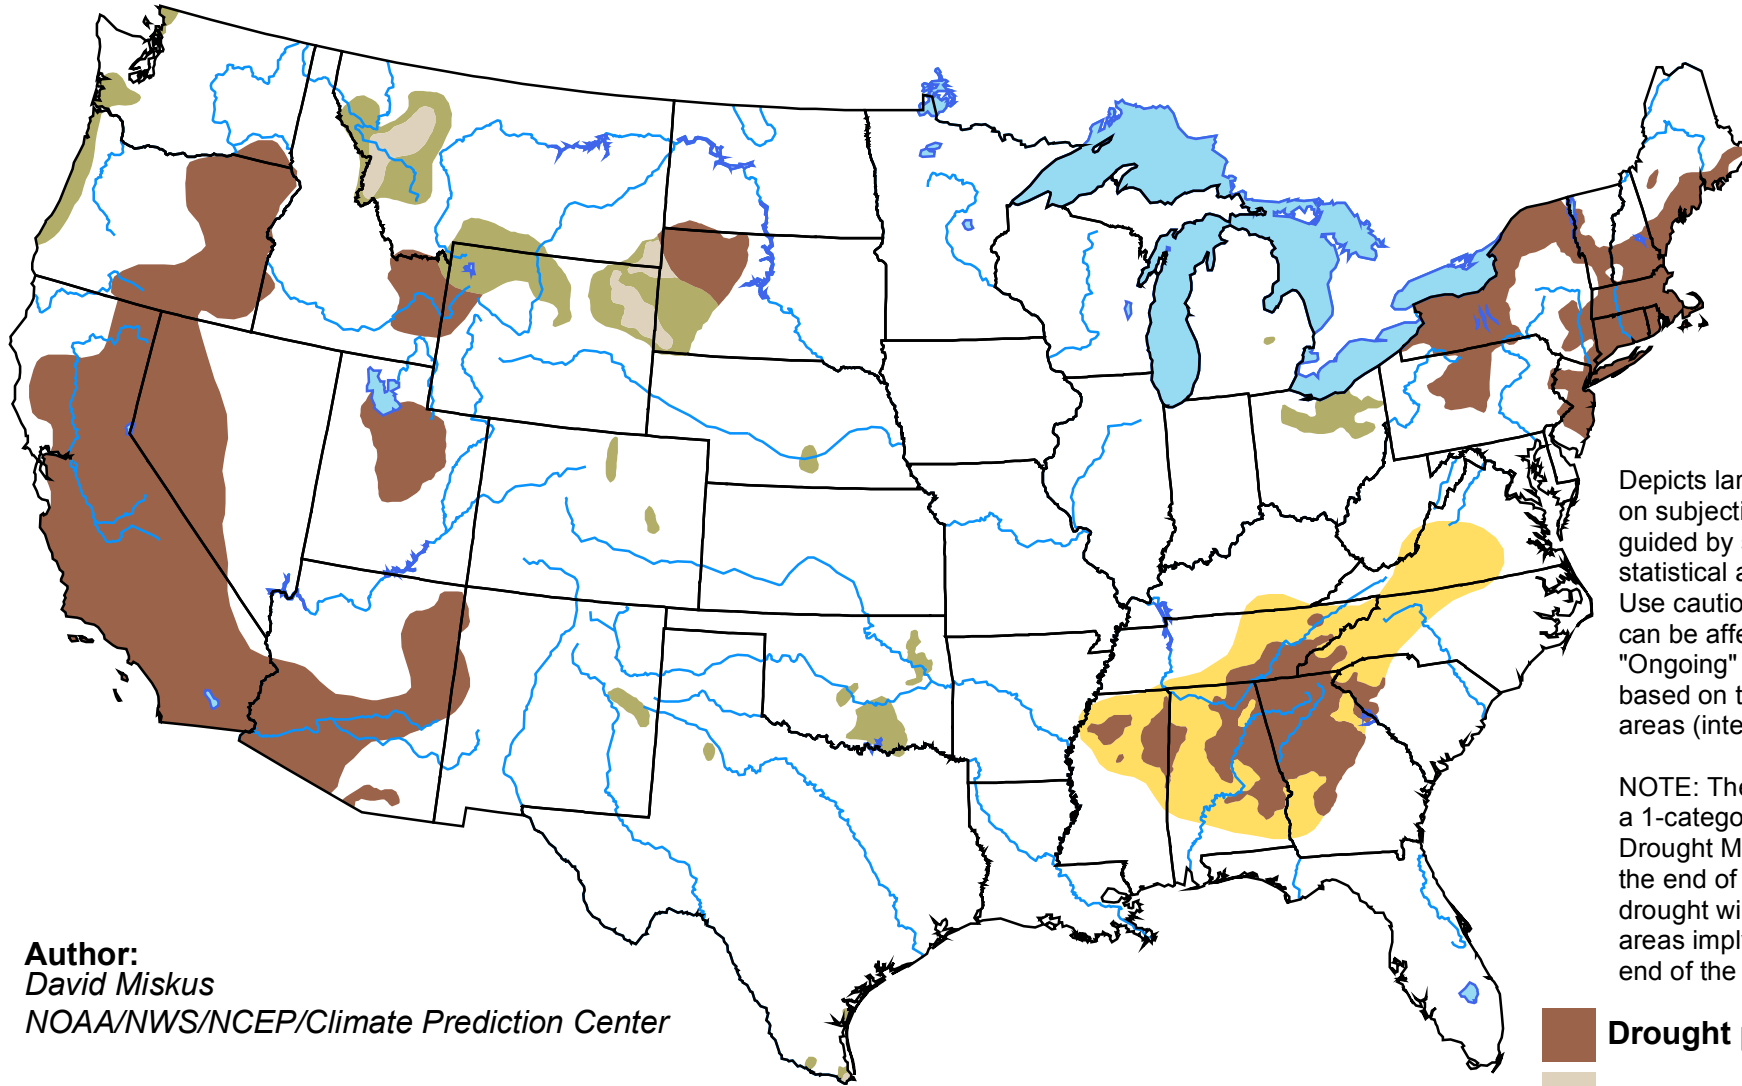 Depicts lar
on subjecti
guided by
statistical a
Use cautio
can be affe
"Ongoing"
based on t
areas (inte
NOTE: The
a 1-catego
Drought M
the end of
drought wi
areas impl
end of the
Author:
David Miskus
NOAA/NWS/NCEP/Climate Prediction Center
Drought